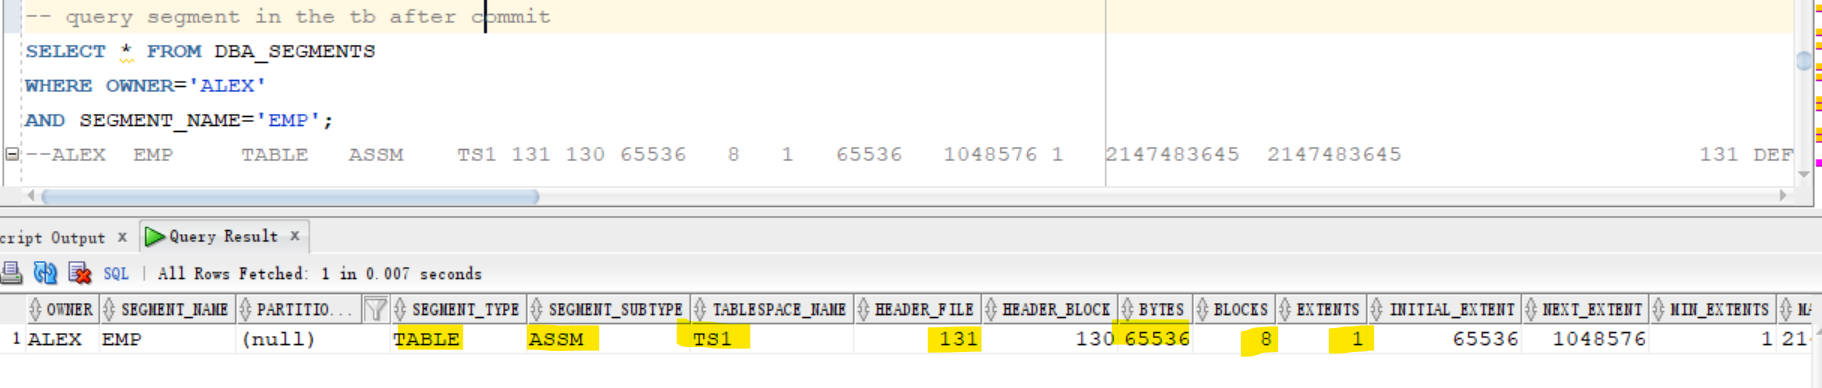 -- query segment in the tb after commit
SELECT * FROM DBA_SEGMENTS
WHERE OWNER='ALEX'
AND SEGMENT_NAME='EMP';
--ALEX EMP TABLE ASSM TS1 131 130 65536 8 1 65536 1048576 1 2147483645 2147483645 131 DEF
cript Output x Query Result x
SQL | All Rows Fetched: 1 in 0.007 seconds
OWNER SEGMENT_NAME PARTITIO... SEGMENT_TYPE SEGMENT_SUBTYPE TABLESPACE_NAME HEADER_FILE HEADER_BLOCK BYTES BLOCKS EXTENTS INITIAL_EXTENT NEXT_EXTENT MIN_EXTENTS
1 ALEX EMP (null) TABLE ASSM TS1 131 130 65536 8 1 65536 1048576 1 21